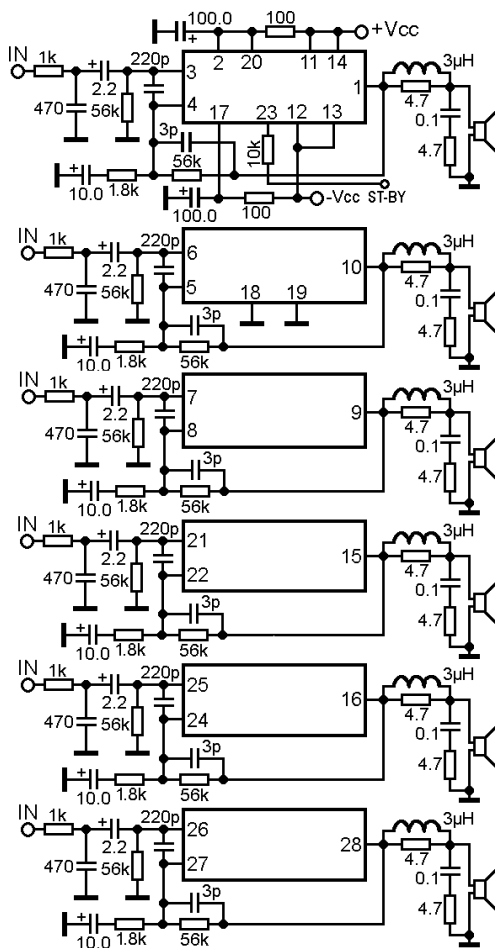 100.0 + 100 +Vcc
IN 1k + 220p 2 20 11 14 3µH
3 1
2.2 4.7
470 56k 4 0.1
17 23 12 13
3p 10k 4.7
+ 56k
10.0 1.8k
+ 100.0 100 -Vcc ST-BY
IN 1k + 220p 3µH
6 10
2.2 4.7
470 56k 5 18 19 0.1
3p 4.7
+ 10.0 1.8k 56k
IN 1k + 220p 3µH
7 9
2.2 4.7
470 56k 8 0.1
3p 4.7
+ 10.0 1.8k 56k
IN 1k + 220p 3µH
21 15
2.2 4.7
470 56k 22 0.1
3p 4.7
+ 10.0 1.8k 56k
IN 1k + 220p 3µH
25 16
2.2 4.7
470 56k 24 0.1
3p 4.7
+ 10.0 1.8k 56k
IN 1k + 220p 3µH
26 28
2.2 4.7
470 56k 27 0.1
3p 4.7
+ 10.0 1.8k 56k